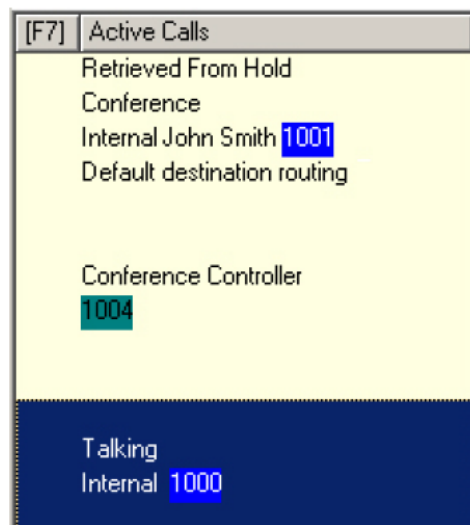 [F7] Active Calls
Retrieved From Hold
Conference
Internal John Smith 1001
Default destination routing
Conference Controller
1004
Talking
Internal 1000